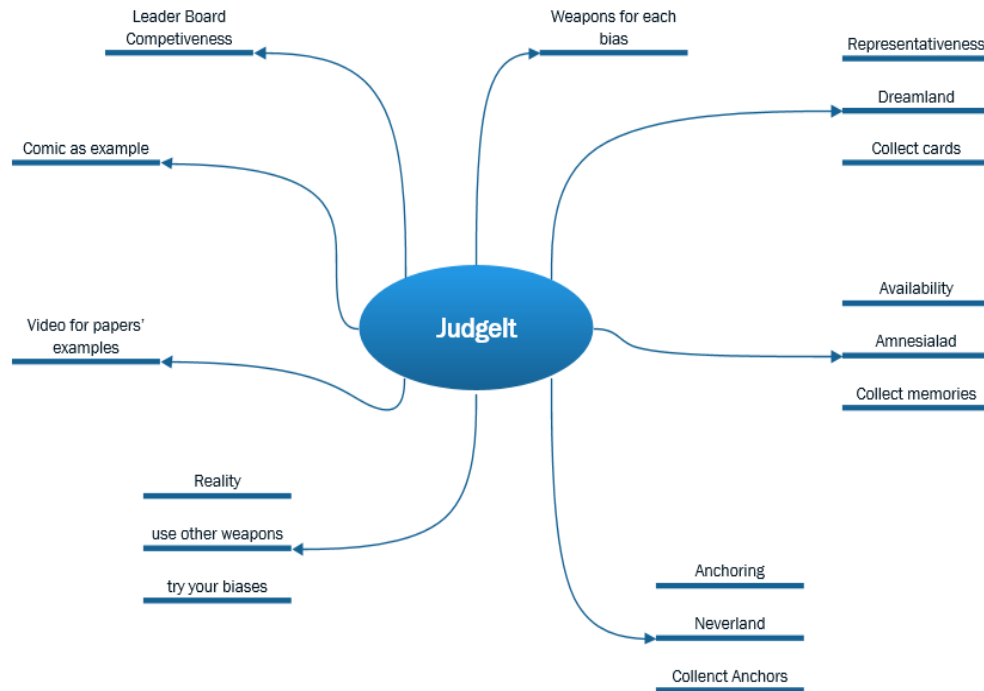 Leader Board
Competiveness
Weapons for each
bias
Representativeness
Dreamland
Collect cards
Comic as example
Availability
Amnesialad
Collect memories
JudgeIt
Video for papers’
examples
Reality
use other weapons
try your biases
Anchoring
Neverland
Collenct Anchors